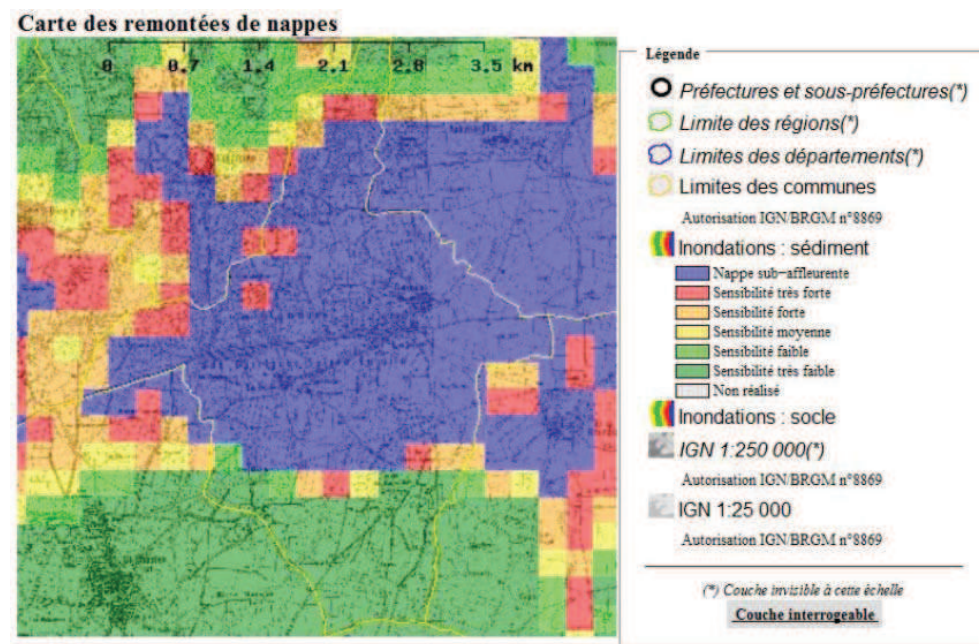 Carte des remontées de nappes
0 0.7 1.4 2.1 2.8 3.5 km
Légende
Préfectures et sous-préfectures(*)
Limite des régions(*)
Limites des départements(*)
Limites des communes
Autorisation IGN/BRGM n°8869
Inondations : sédiment
Nappe sub-affleurente
Sensibilité très forte
Sensibilité forte
Sensibilité moyenne
Sensibilité faible
Sensibilité très faible
Non réalisé
Inondations : socle
IGN 1:250 000(*)
Autorisation IGN/BRGM n°8869
IGN 1:25 000
Autorisation IGN/BRGM n°8869
(*) Couche invisible à cette échelle
Couche interrogeable